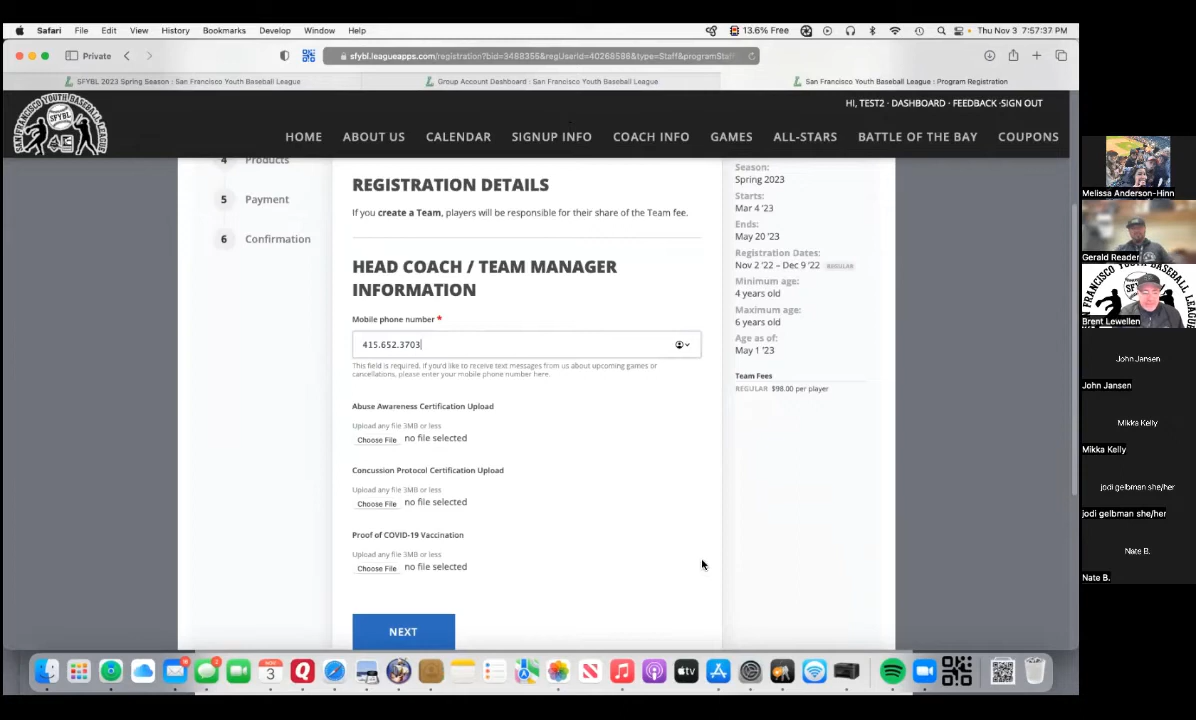 Safari File Edit View History Bookmarks Develop Window Help
13.6% Free
Thu Nov 3 7:57:37 PM
Private
sfybl.leagueapps.com/registration?bid=3488356&regUserId=40268586&type=Staff&programStaf
SFYBL 2023 Spring Season : San Francisco Youth Baseball League
Group Account Dashboard : San Francisco Youth Baseball League
San Francisco Youth Baseball League : Program Registration
HI, TEST2 · DASHBOARD · FEEDBACK ·SIGN OUT
SFYBL
HOME ABOUT US CALENDAR SIGNUP INFO COACH INFO GAMES ALL-STARS BATTLE OF THE BAY COUPONS
4 Products
5 Payment
6 Confirmation
REGISTRATION DETAILS
If you create a Team, players will be responsible for their share of the Team fee.
HEAD COACH / TEAM MANAGER
INFORMATION
Mobile phone number *
415.652.3703
This field is required. If you'd like to receive text messages from us about upcoming games or
cancellations, please enter your mobile phone number here.
Abuse Awareness Certification Upload
Upload any file 3MB or less
Choose File no file selected
Concussion Protocol Certification Upload
Upload any file 3MB or less
Choose File no file selected
Proof of COVID-19 Vaccination
Upload any file 3MB or less
Choose File no file selected
NEXT
Season:
Spring 2023
Starts:
Mar 4 '23
Ends:
May 20 '23
Registration Dates:
Nov 2 '22 – Dec 9 '22 REGULAR
Minimum age:
4 years old
Maximum age:
6 years old
Age as of:
May 1 '23
Team Fees
REGULAR $98.00 per player
Melissa Anderson-Hinn
Gerald Reader
FRANCISCO YOUTH BASEBALL LEAGUE
Brent Lewellen
John Jansen
John Jansen
Mikka Kelly
Mikka Kelly
jodi gelbman she/her
jodi gelbman she/her
Nate B.
Nate B.
NOV
3
tv